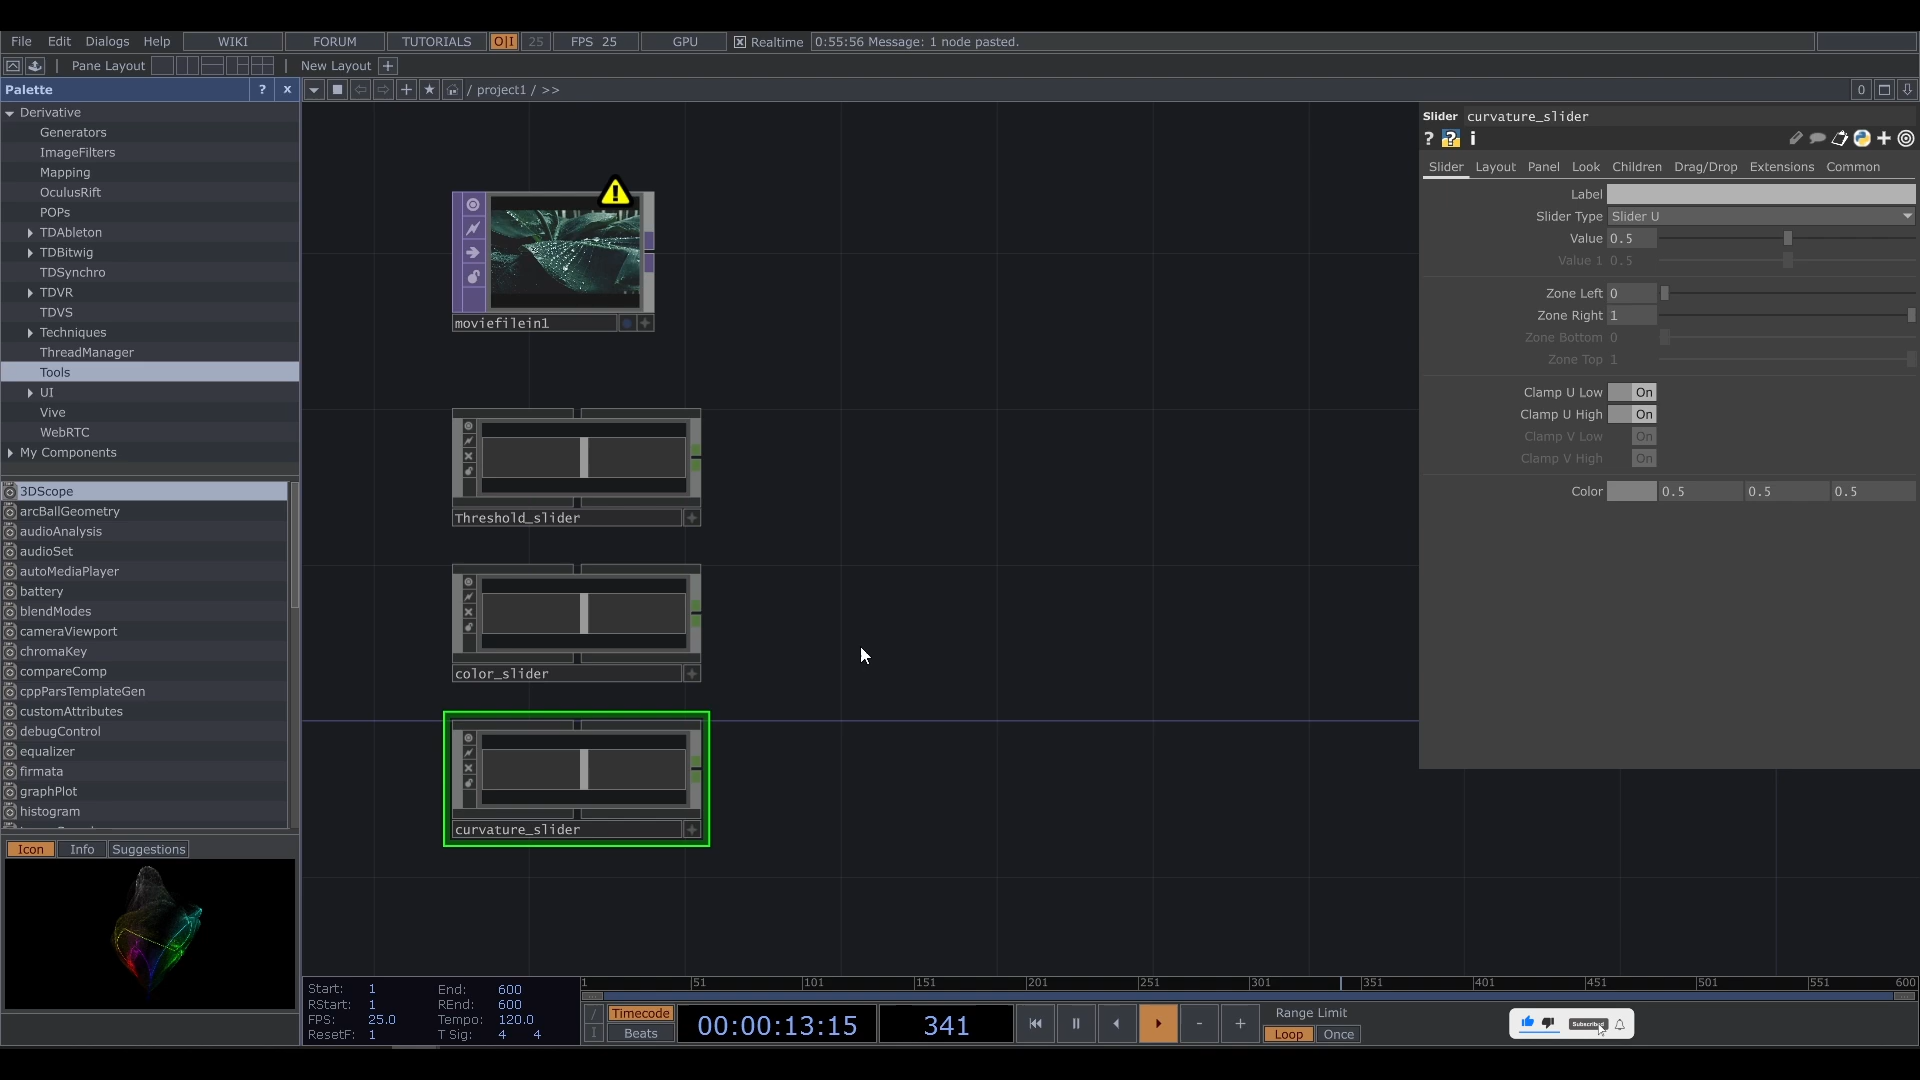 File Edit Dialogs Help WIKI FORUM TUTORIALS O|I 25 FPS 25 GPU Realtime 0:55:56 Message: 1 node pasted.
Pane Layout New Layout +
Palette ? x / project1 / >> 0
Derivative
Generators
ImageFilters
Mapping
OculusRift
POPs
TDAbleton
TDBitwig
TDSynchro
TDVR
TDVS
Techniques
ThreadManager
Tools
UI
Vive
WebRTC
My Components
3DScope
arcBallGeometry
audioAnalysis
audioSet
autoMediaPlayer
battery
blendModes
cameraViewport
chromaKey
compareComp
cppParsTemplateGen
customAttributes
debugControl
equalizer
firmata
graphPlot
histogram
Icon Info Suggestions
moviefilein1
Threshold_slider
color_slider
curvature_slider
Slider curvature_slider
? ? i
Slider Layout Panel Look Children Drag/Drop Extensions Common
Label
Slider Type Slider U
Value 0.5
Value 1 0.5
Zone Left 0
Zone Right 1
Zone Bottom 0
Zone Top 1
Clamp U Low On
Clamp U High On
Clamp V Low On
Clamp V High On
Color 0.5 0.5 0.5
1 51 101 151 201 251 301 351 401 451 501 551 600
Start: 1 End: 600
RStart: 1 REnd: 600
FPS: 25.0 Tempo: 120.0
ResetF: 1 T Sig: 4 4
/ Timecode
I Beats
00:00:13:15 341 - +
Range Limit
Loop Once
Subscribed